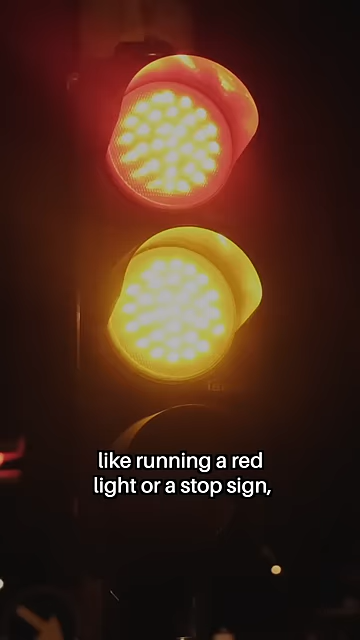 like running a red
light or a stop sign,